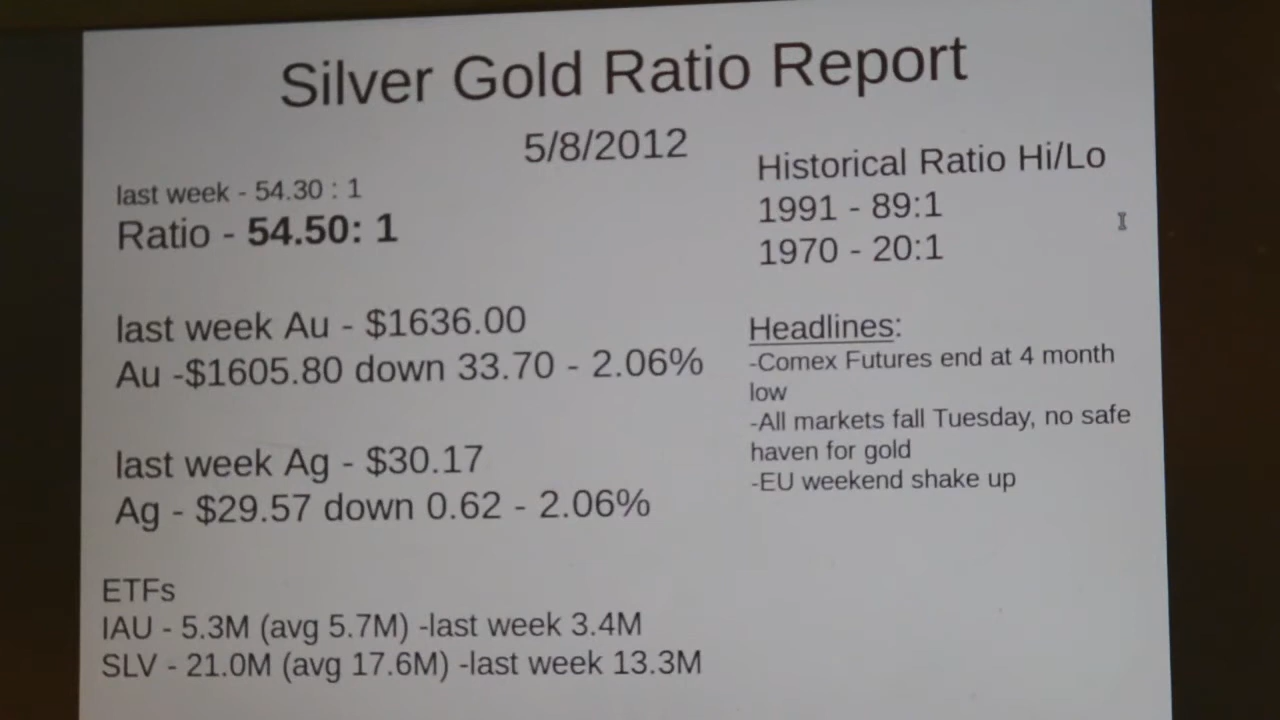 Silver Gold Ratio Report
5/8/2012
last week - 54.30 : 1
Ratio - 54.50: 1
last week Au - $1636.00
Au -$1605.80 down 33.70 - 2.06%
last week Ag - $30.17
Ag - $29.57 down 0.62 - 2.06%
ETFs
IAU - 5.3M (avg 5.7M) -last week 3.4M
SLV - 21.0M (avg 17.6M) -last week 13.3M
Historical Ratio Hi/Lo
1991 - 89:1
1970 - 20:1
Headlines:
-Comex Futures end at 4 month
low
-All markets fall Tuesday, no safe
haven for gold
-EU weekend shake up